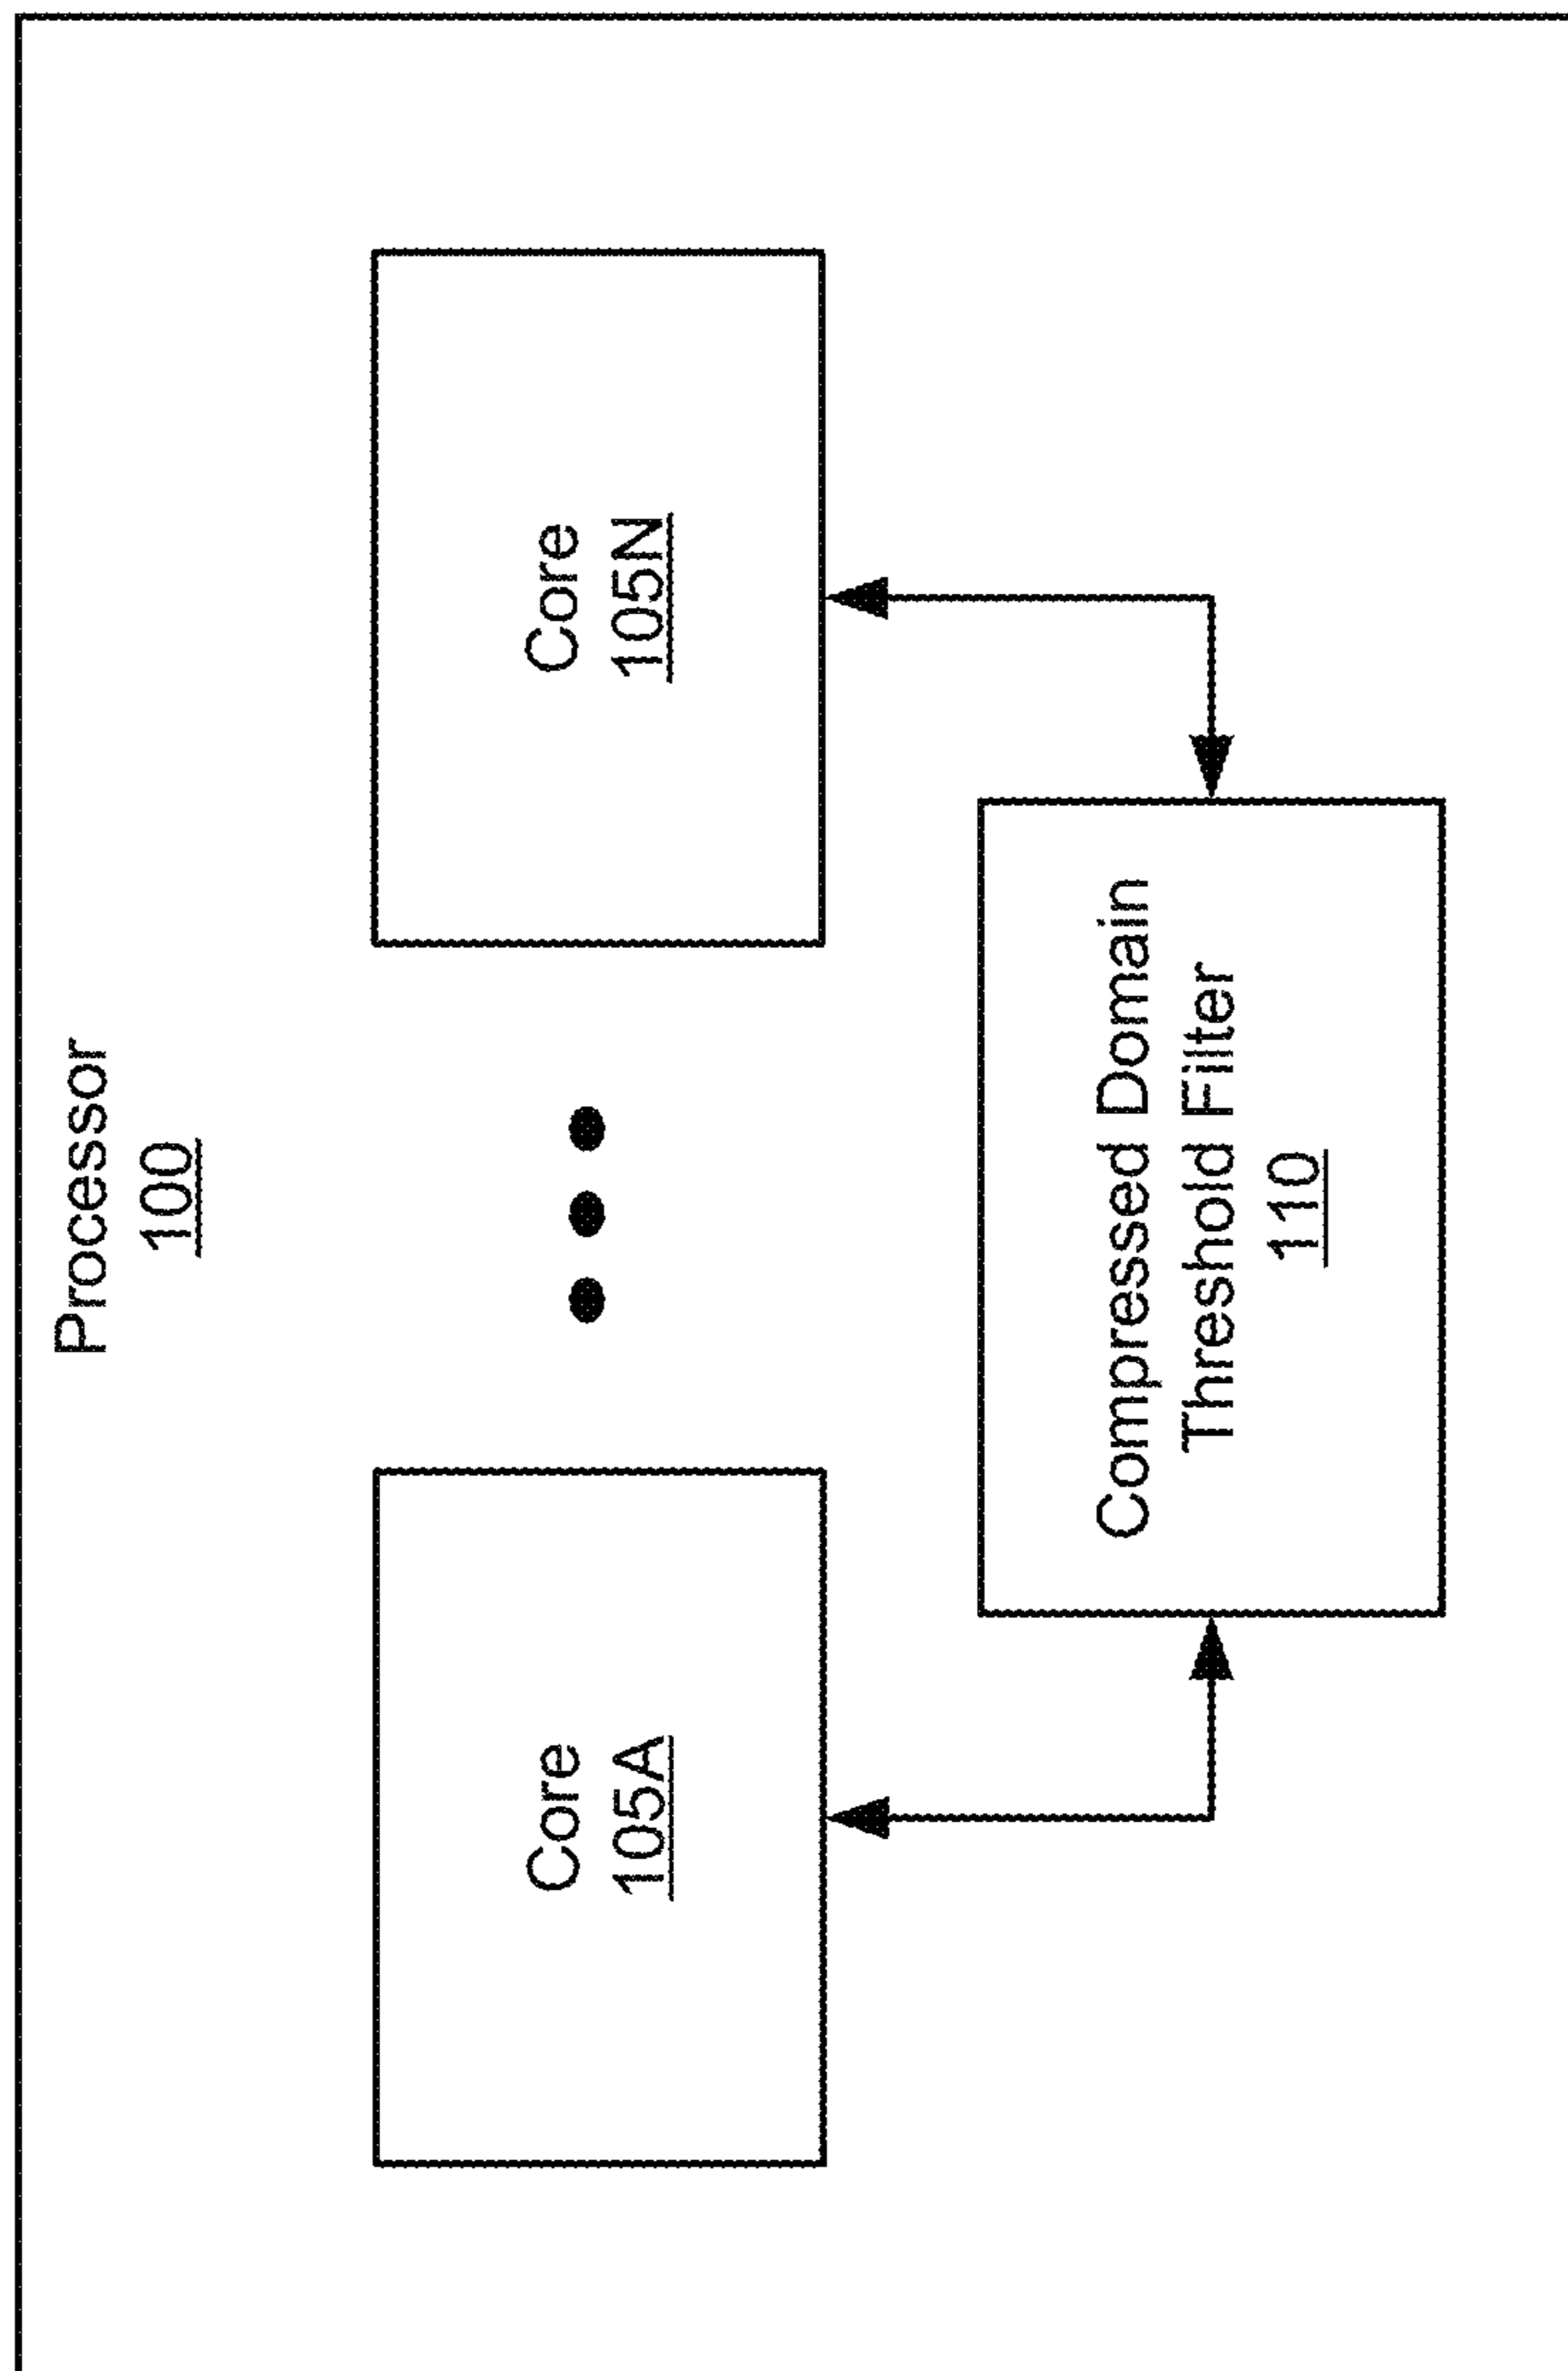 Processor
100
Core
105A
Core
105N
Compressed Domain
Threshold Filter
110